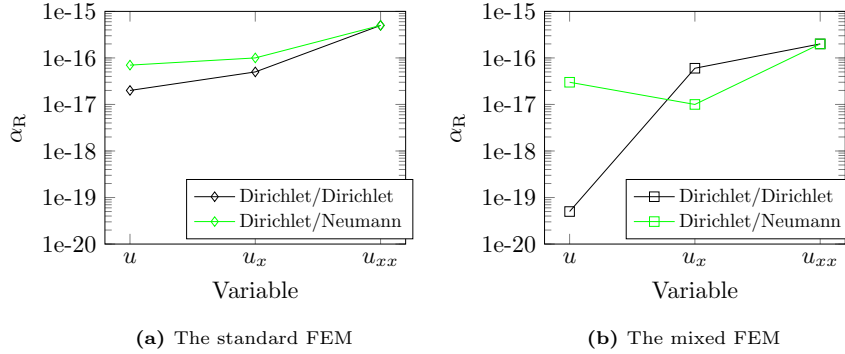 1e-15
1e-16
1e-17
1e-18
1e-19
1e-20
α_R
Dirichlet/Dirichlet
Dirichlet/Neumann
u u_x u_xx
Variable
(a) The standard FEM
1e-15
1e-16
1e-17
1e-18
1e-19
1e-20
α_R
Dirichlet/Dirichlet
Dirichlet/Neumann
u u_x u_xx
Variable
(b) The mixed FEM